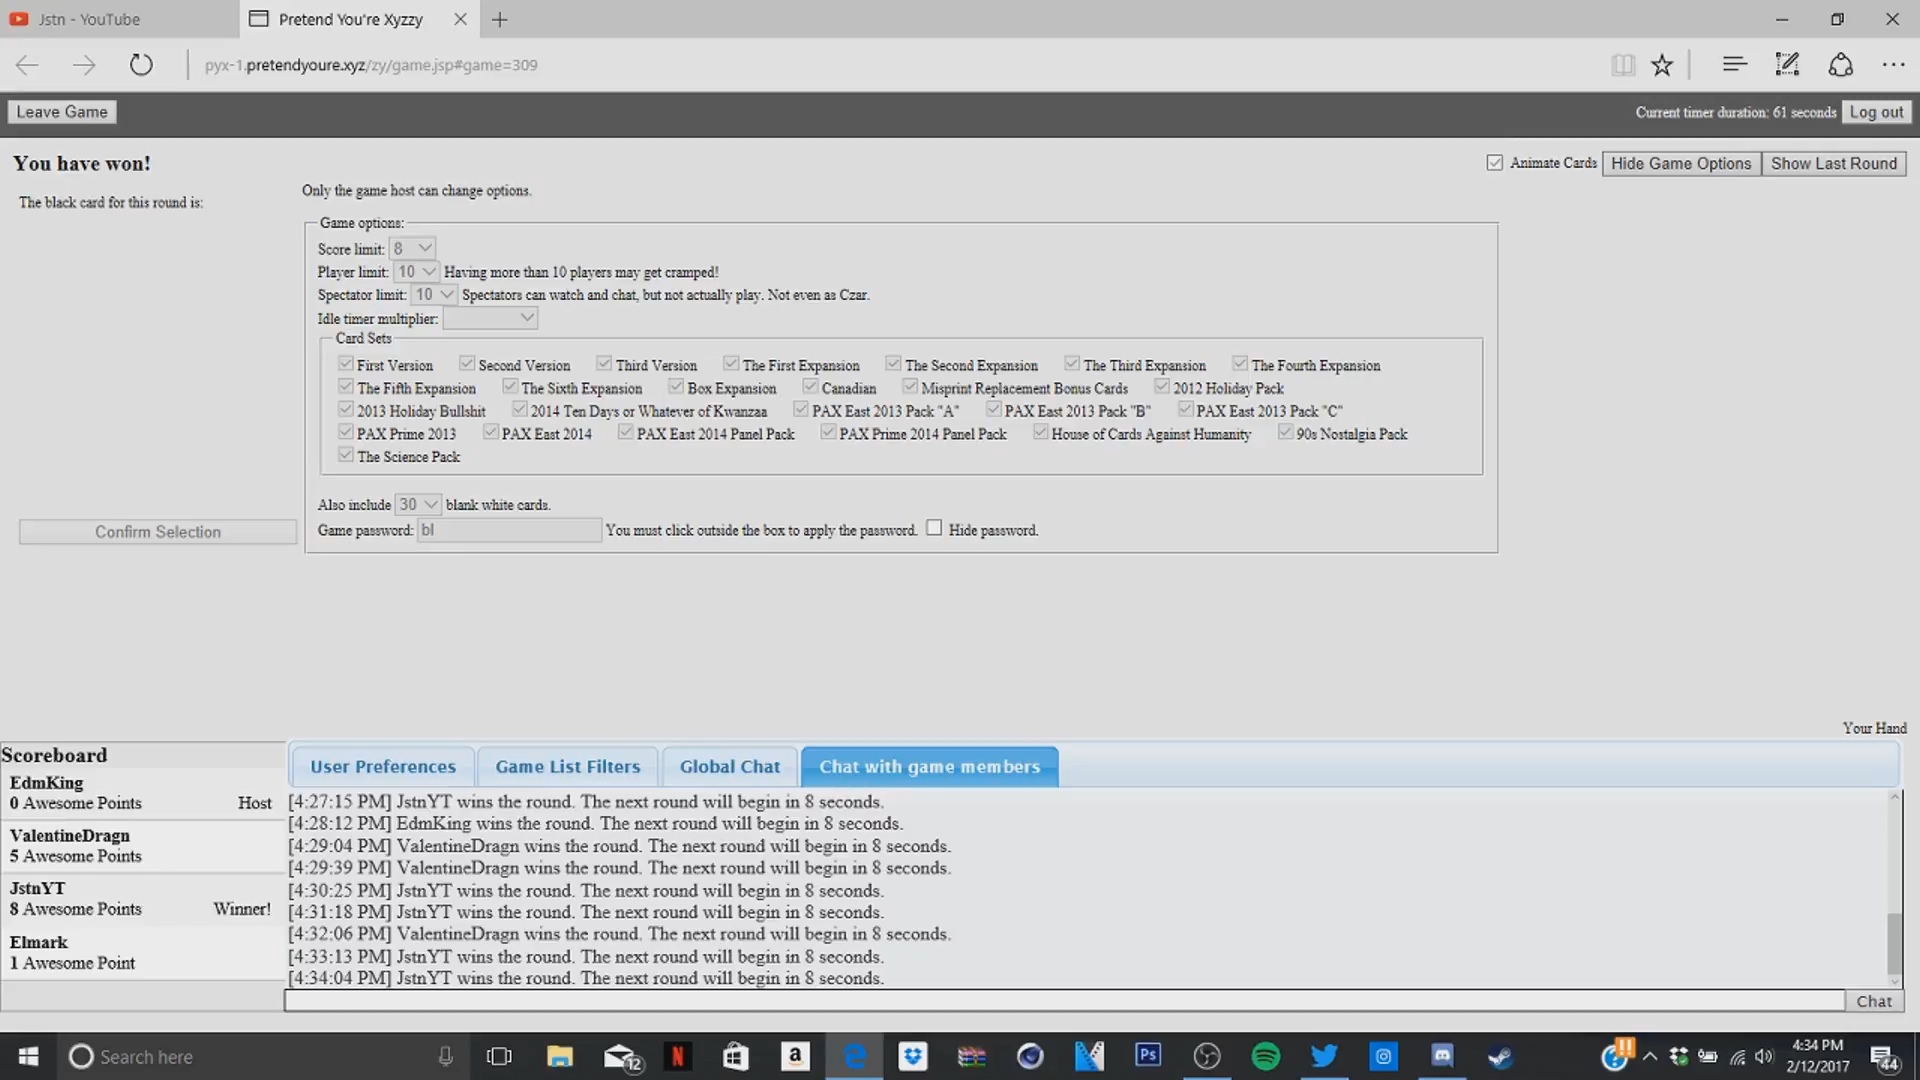 Jstn - YouTube
Pretend You're Xyzzy
pyx-1.pretendyoure.xyz/zy/game.jsp#game=309
Leave Game
Current timer duration: 61 seconds
Log out
You have won!
Animate Cards
Hide Game Options
Show Last Round
The black card for this round is:
Only the game host can change options.
Game options:
Score limit: 8
Player limit: 10 Having more than 10 players may get cramped!
Spectator limit: 10 Spectators can watch and chat, but not actually play. Not even as Czar.
Idle timer multiplier:
Card Sets
First Version Second Version Third Version The First Expansion The Second Expansion The Third Expansion The Fourth Expansion
The Fifth Expansion The Sixth Expansion Box Expansion Canadian Misprint Replacement Bonus Cards 2012 Holiday Pack
2013 Holiday Bullshit 2014 Ten Days or Whatever of Kwanzaa PAX East 2013 Pack "A" PAX East 2013 Pack "B" PAX East 2013 Pack "C"
PAX Prime 2013 PAX East 2014 PAX East 2014 Panel Pack PAX Prime 2014 Panel Pack House of Cards Against Humanity 90s Nostalgia Pack
The Science Pack
Also include 30 blank white cards.
Game password: bl You must click outside the box to apply the password. Hide password.
Confirm Selection
Your Hand
Scoreboard
EdmKing
0 Awesome Points Host
ValentineDragn
5 Awesome Points
JstnYT
8 Awesome Points Winner!
Elmark
1 Awesome Point
User Preferences
Game List Filters
Global Chat
Chat with game members
[4:27:15 PM] JstnYT wins the round. The next round will begin in 8 seconds.
[4:28:12 PM] EdmKing wins the round. The next round will begin in 8 seconds.
[4:29:04 PM] ValentineDragn wins the round. The next round will begin in 8 seconds.
[4:29:39 PM] ValentineDragn wins the round. The next round will begin in 8 seconds.
[4:30:25 PM] JstnYT wins the round. The next round will begin in 8 seconds.
[4:31:18 PM] JstnYT wins the round. The next round will begin in 8 seconds.
[4:32:06 PM] ValentineDragn wins the round. The next round will begin in 8 seconds.
[4:33:13 PM] JstnYT wins the round. The next round will begin in 8 seconds.
[4:34:04 PM] JstnYT wins the round. The next round will begin in 8 seconds.
Chat
Search here
12
N
a
Ps
4:34 PM
2/12/2017
44